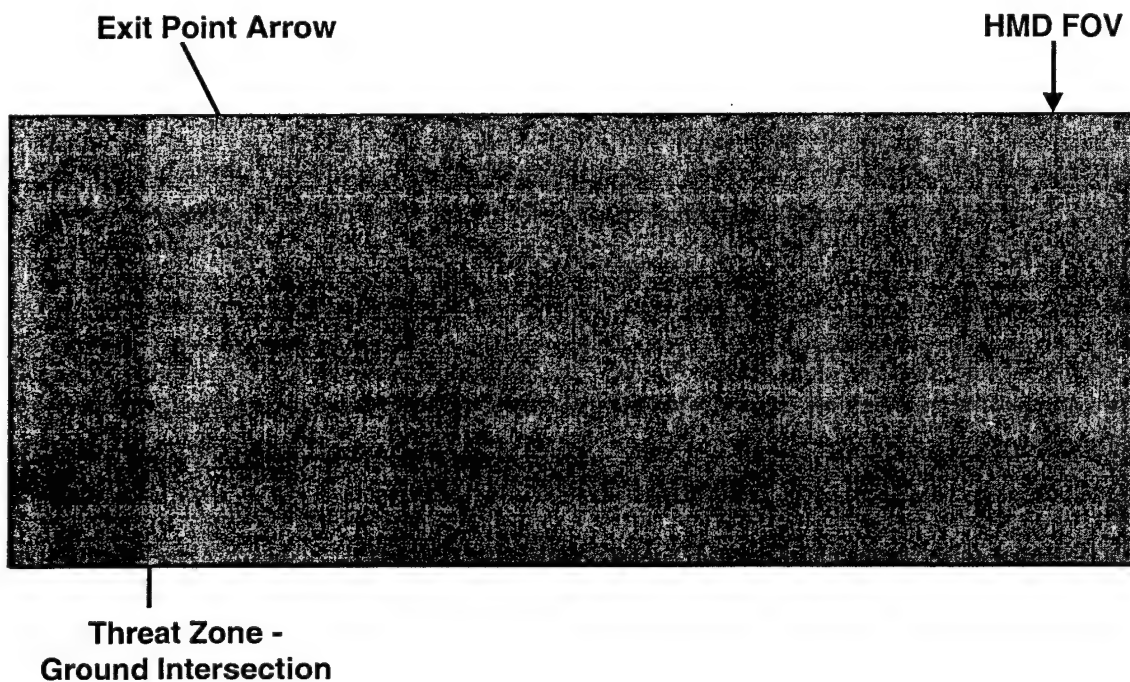 Exit Point Arrow
HMD FOV
Threat Zone -
Ground Intersection